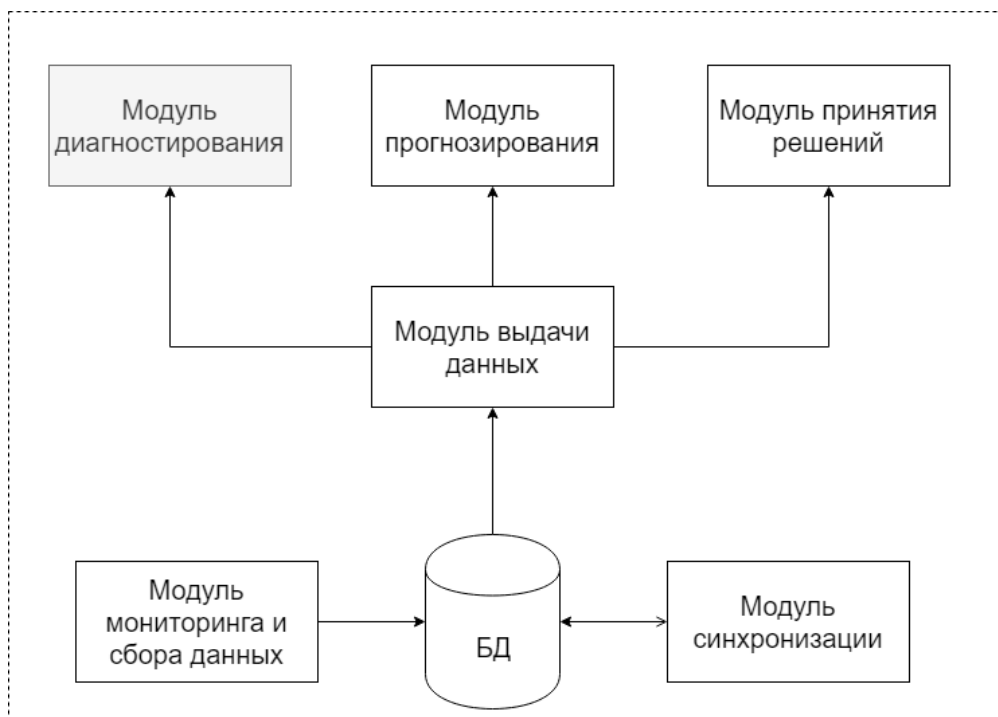 Модуль
диагностирования
Модуль
прогнозирования
Модуль принятия
решений
Модуль выдачи
данных
Модуль
мониторинга и
сбора данных
БД
Модуль
синхронизации